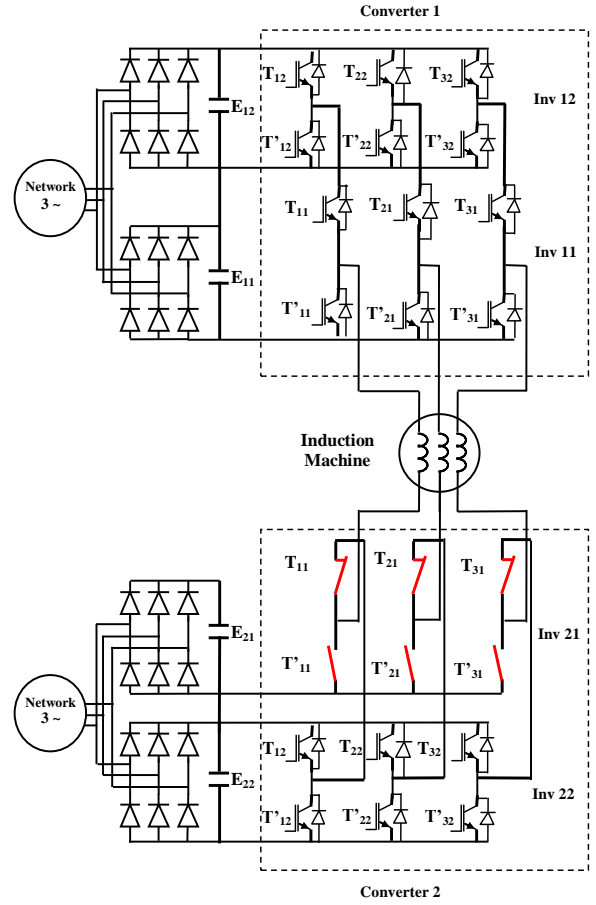 Converter 1
T12
T22
T32
E12
Inv 12
T'12
T'22
T'32
Network
3 ~
T11
T21
T31
E11
Inv 11
T'11
T'21
T'31
Induction
Machine
T11
T21
T31
E21
Inv 21
T'11
T'21
T'31
Network
3 ~
T12
T22
T32
E22
Inv 22
T'12
T'22
T'32
Converter 2